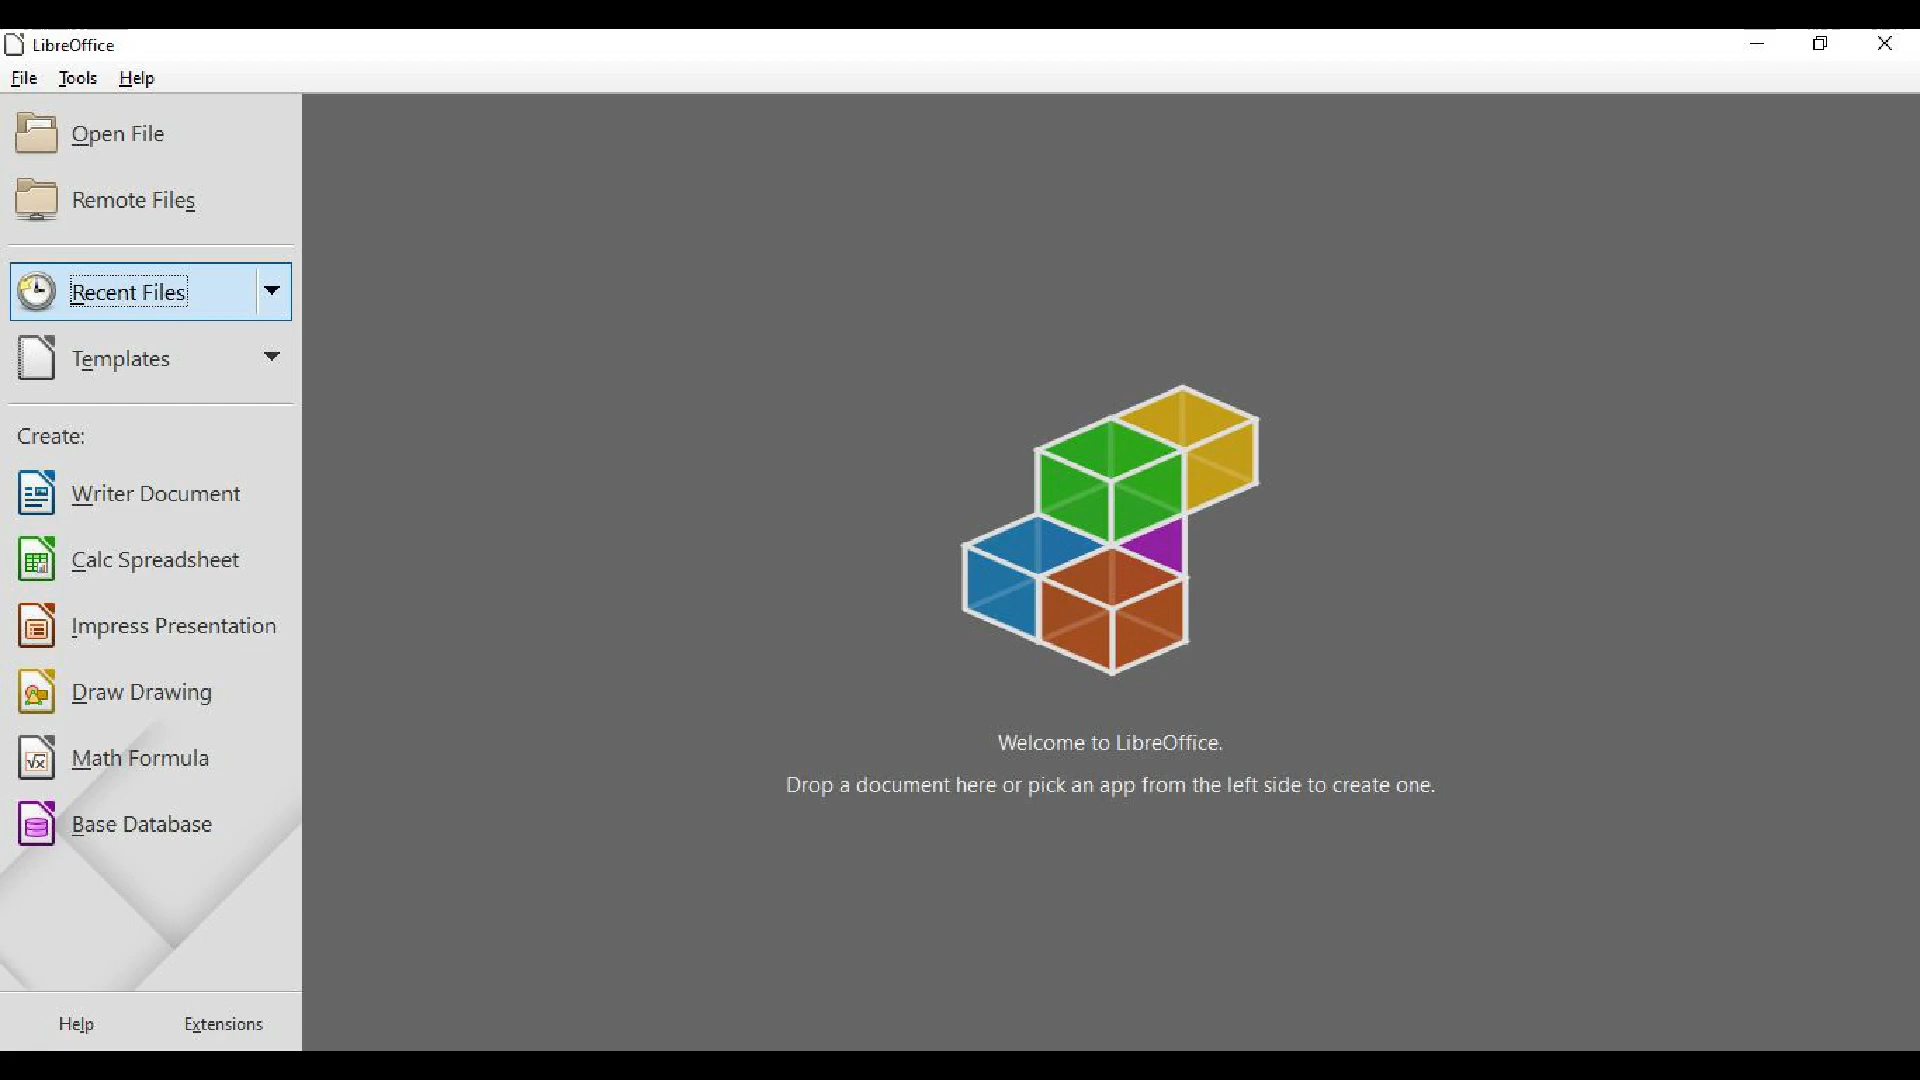 LibreOffice
File Tools Help
Open File
Remote Files
Recent Files
Templates
Create:
Writer Document
Calc Spreadsheet
Impress Presentation
Draw Drawing
Math Formula
Base Database
Help Extensions
Welcome to LibreOffice.
Drop a document here or pick an app from the left side to create one.